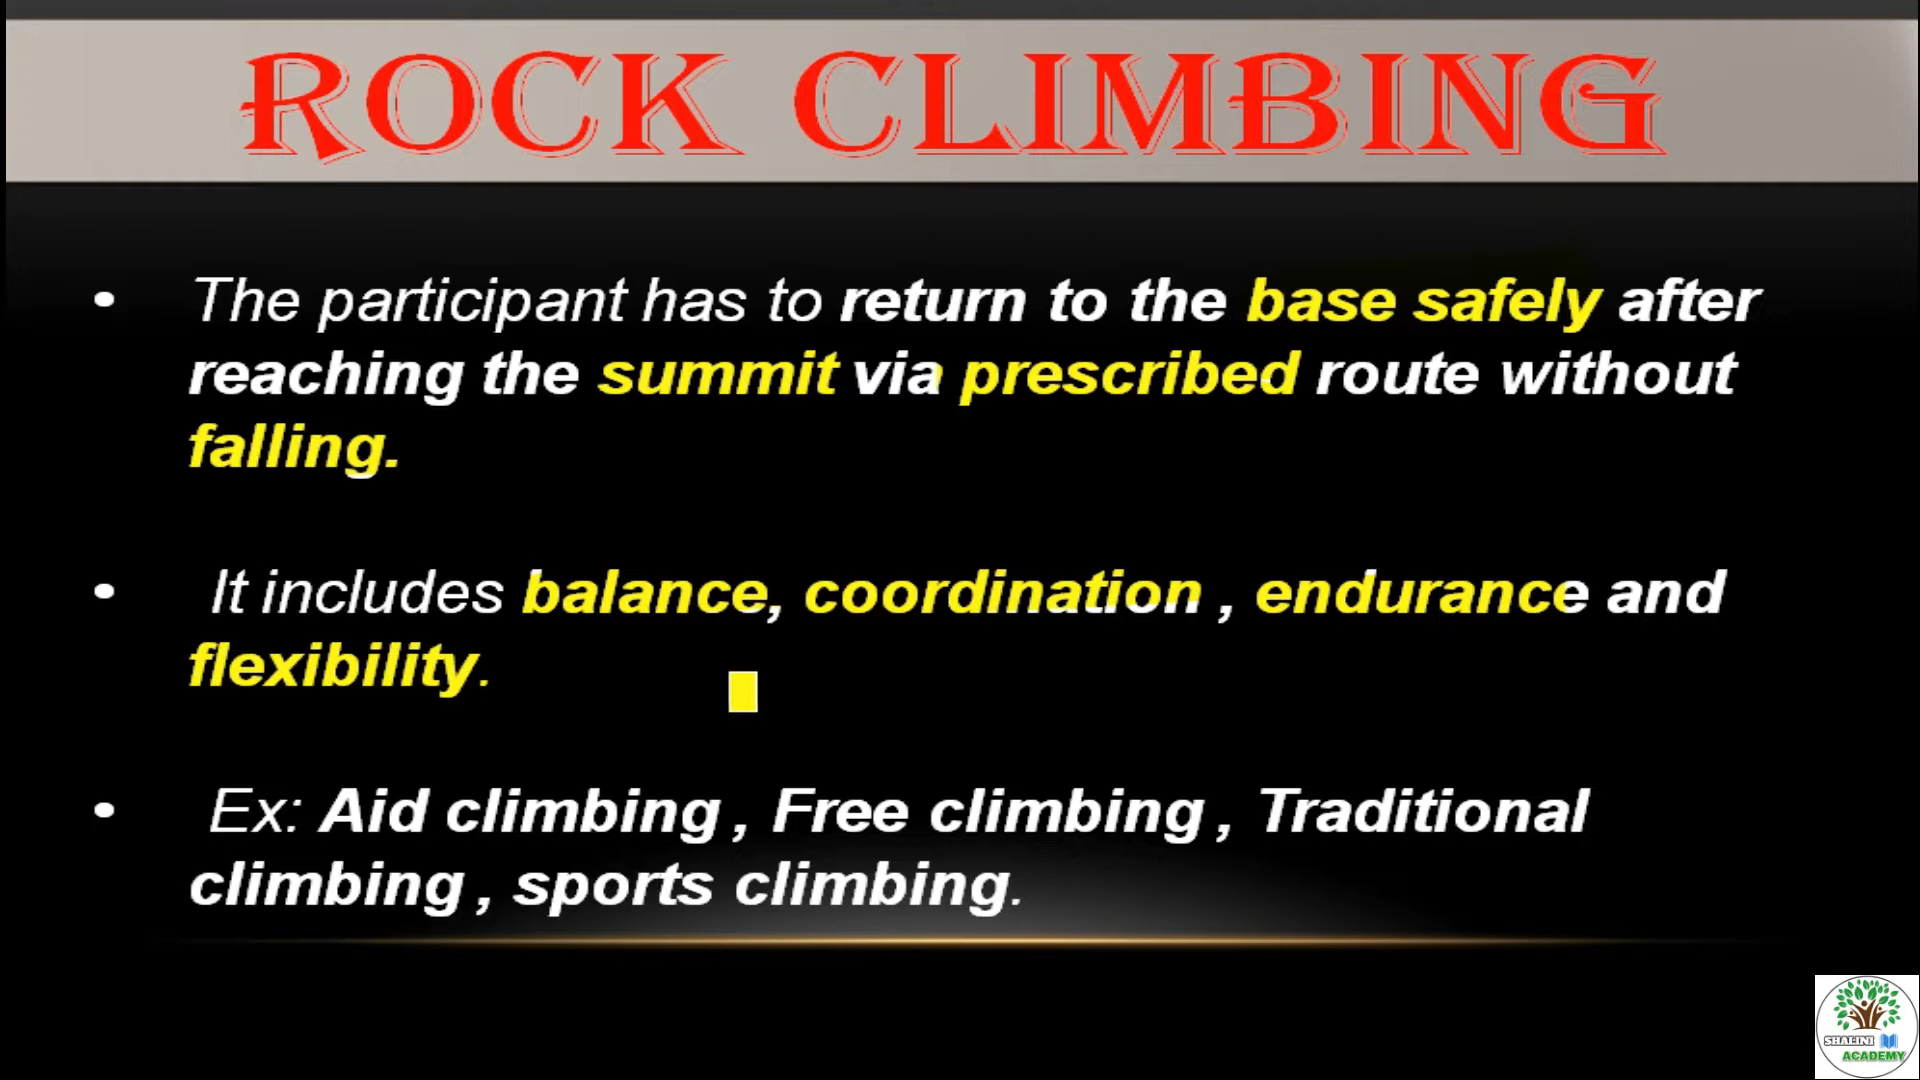 ROCK CLIMBING
• The participant has to return to the base safely after
reaching the summit via prescribed route without
falling.
• It includes balance, coordination , endurance and
flexibility.
• Ex: Aid climbing , Free climbing , Traditional
climbing , sports climbing.
SHALINI
ACADEMY